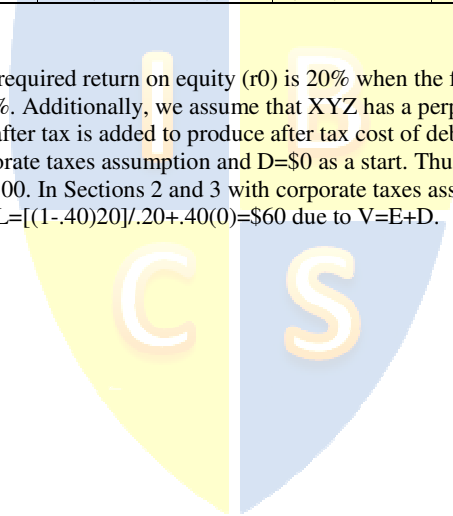 required return on equity (r0) is 20% when the f
%. Additionally, we assume that XYZ has a perp
after tax is added to produce after tax cost of deb
orate taxes assumption and D=$0 as a start. Thu
00. In Sections 2 and 3 with corporate taxes ass
L=[(1-.40)20]/.20+.40(0)=$60 due to V=E+D.
I B
C S